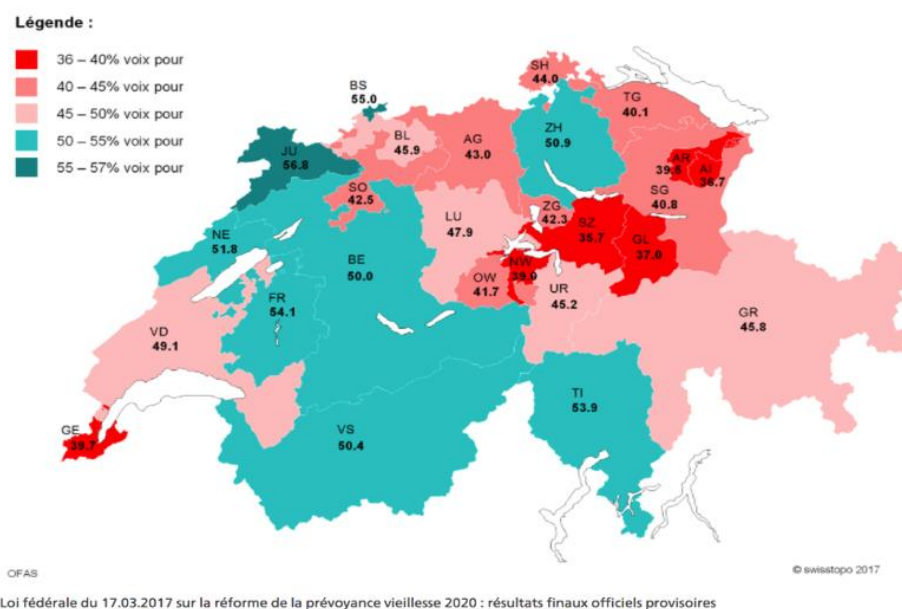 Légende :
36 – 40% voix pour
40 – 45% voix pour
45 – 50% voix pour
50 – 55% voix pour
55 – 57% voix pour
SH
44.0
BS
55.0
TG
40.1
BL
45.9
AG
43.0
ZH
50.9
JU
56.8
AR
39.5
AI
36.7
SO
42.5
SG
40.8
ZG
42.3
LU
47.9
SZ
35.7
NE
51.8
GL
37.0
BE
50.0
NW
39.0
OW
41.7
UR
45.2
FR
54.1
GR
45.8
VD
49.1
TI
53.9
GE
39.7
VS
50.4
OFAS
© swisstopo 2017
Loi fédérale du 17.03.2017 sur la réforme de la prévoyance vieillesse 2020 : résultats finaux officiels provisoires